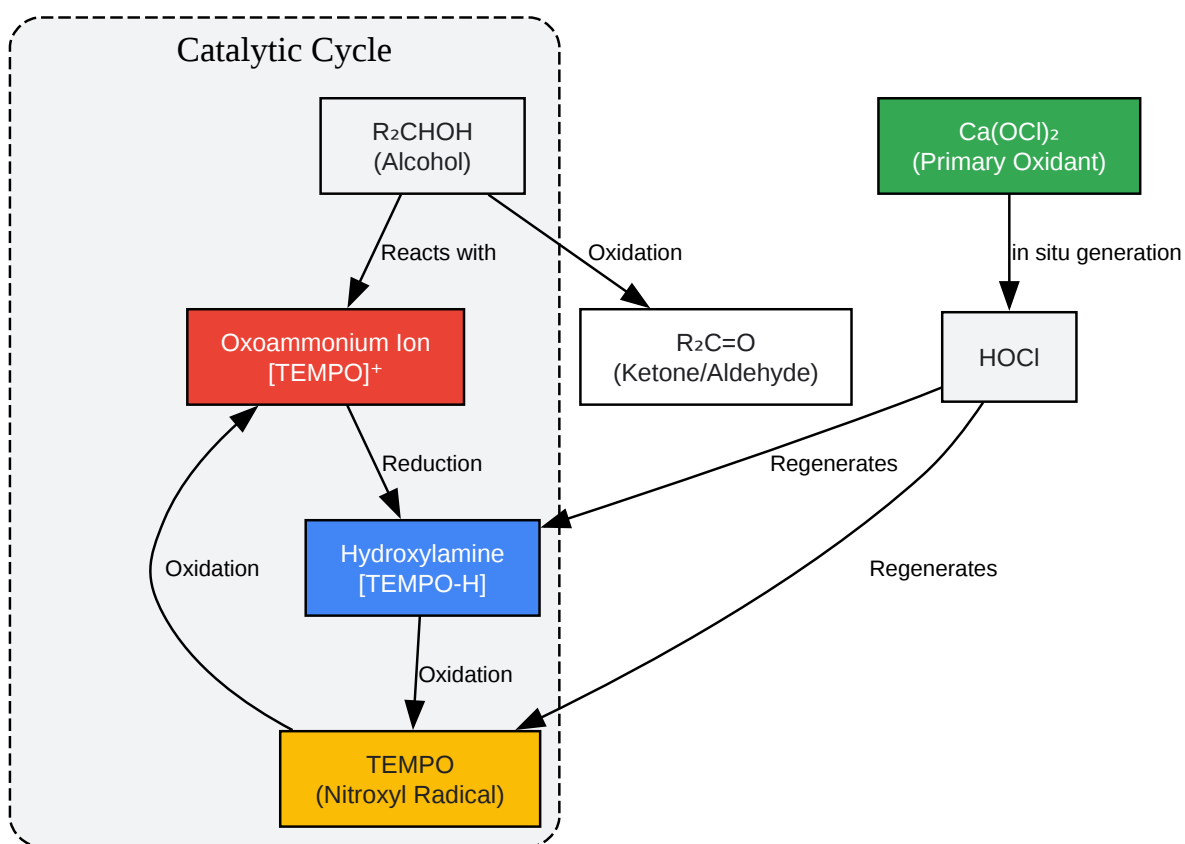 Catalytic Cycle
R₂CHOH
(Alcohol)
Ca(OCl)₂
(Primary Oxidant)
Reacts with
Oxidation
in situ generation
Oxoammonium Ion
[TEMPO]⁺
R₂C=O
(Ketone/Aldehyde)
HOCl
Reduction
Regenerates
Hydroxylamine
[TEMPO-H]
Oxidation
Regenerates
Oxidation
TEMPO
(Nitroxyl Radical)